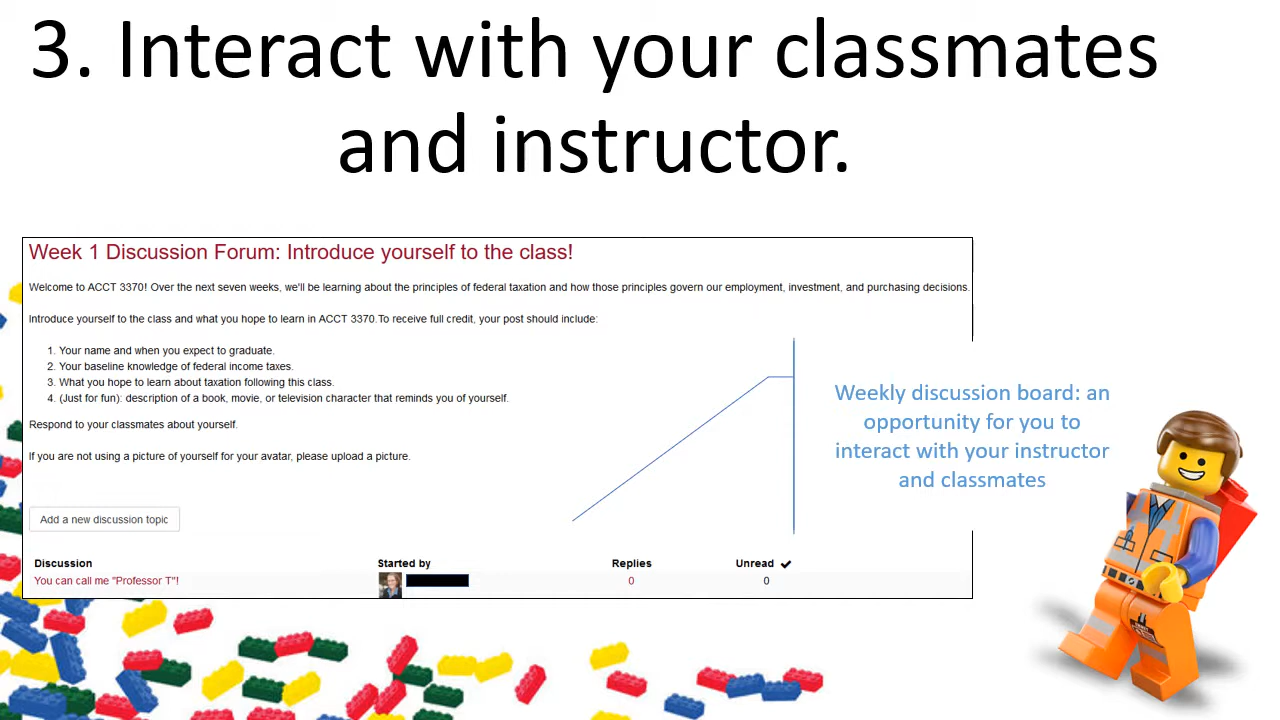 3. Interact with your classmates
and instructor.
Week 1 Discussion Forum: Introduce yourself to the class!
Welcome to ACCT 3370! Over the next seven weeks, we'll be learning about the principles of federal taxation and how those principles govern our employment, investment, and purchasing decisions.
Introduce yourself to the class and what you hope to learn in ACCT 3370.To receive full credit, your post should include:
1. Your name and when you expect to graduate.
2. Your baseline knowledge of federal income taxes.
3. What you hope to learn about taxation following this class.
4. (Just for fun): description of a book, movie, or television character that reminds you of yourself.
Respond to your classmates about yourself.
If you are not using a picture of yourself for your avatar, please upload a picture.
Weekly discussion board: an
opportunity for you to
interact with your instructor
and classmates
Add a new discussion topic
Discussion Started by Replies Unread ✔
You can call me "Professor T"! 0 0